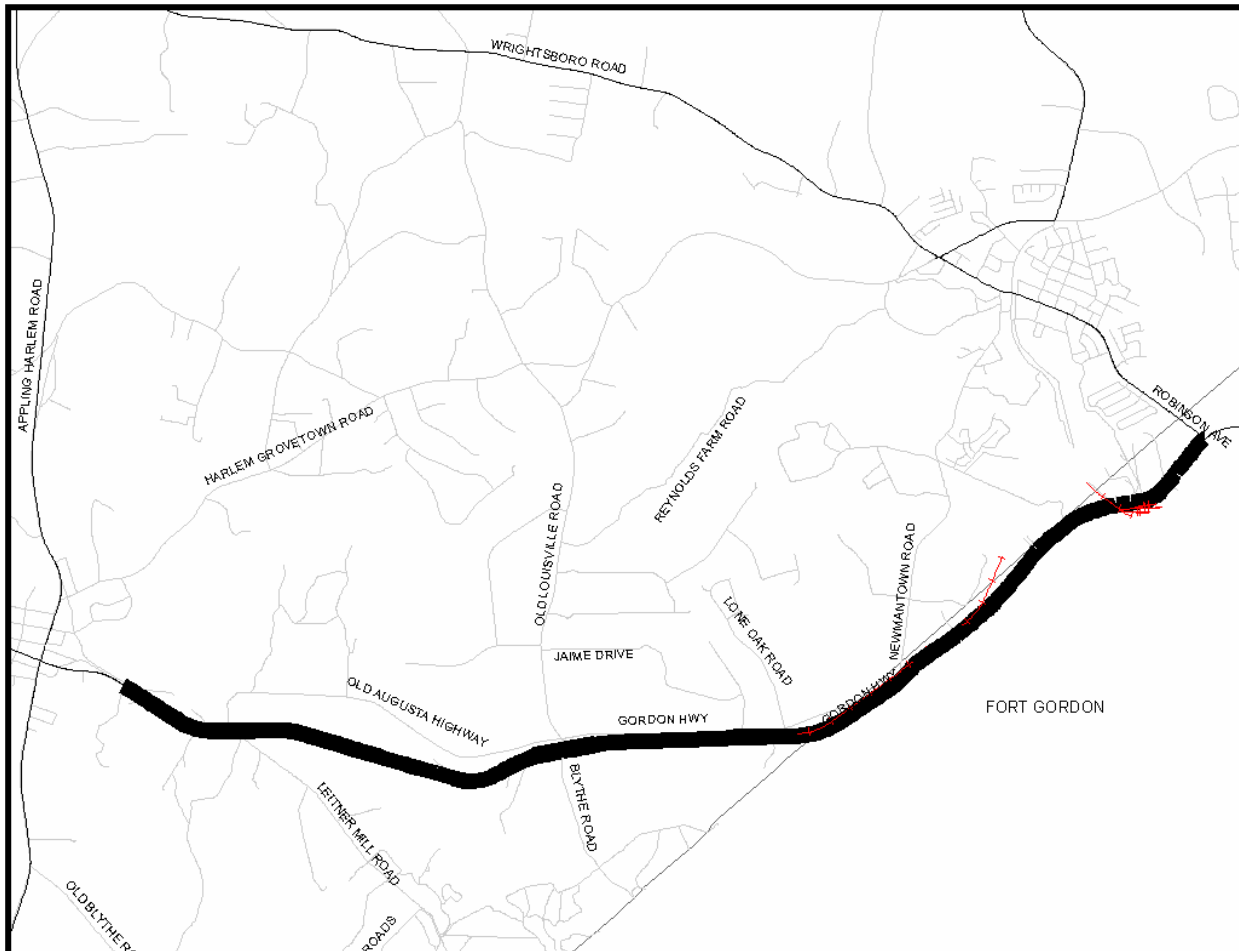 WRIGHTSBORO ROAD
APPLING HARLEM ROAD
ROBINSON AVE
HARLEM GROVETOWN ROAD
REYNOLDS FARM ROAD
OLD LOUISVILLE ROAD
NEWMANTOWN ROAD
LONE OAK ROAD
JAIME DRIVE
OLD AUGUSTA HIGHWAY
GORDON HWY
GORDON HWY
FORT GORDON
BLYTHE ROAD
LEITNER MILL ROAD
OLD BLYTHE RO
ROADS